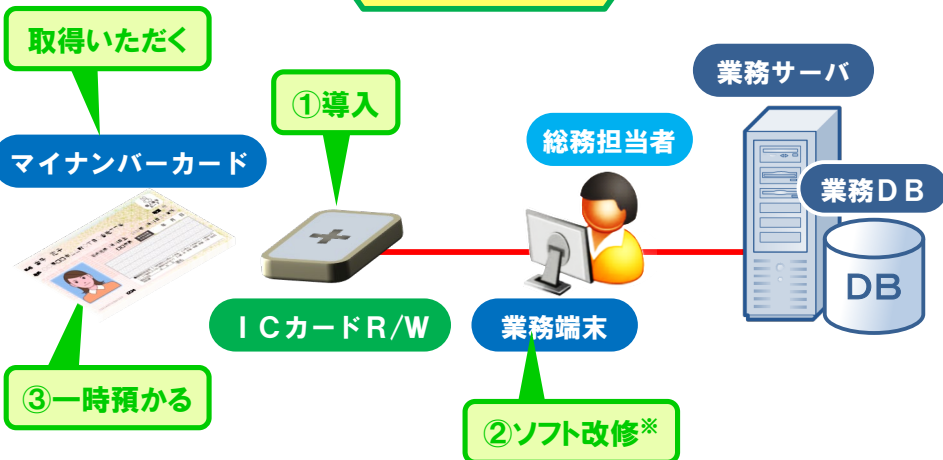 取得いただく
①導入
業務サーバ
マイナンバーカード
総務担当者
業務DB
DB
ICカードR/W
業務端末
③一時預かる
②ソフト改修※